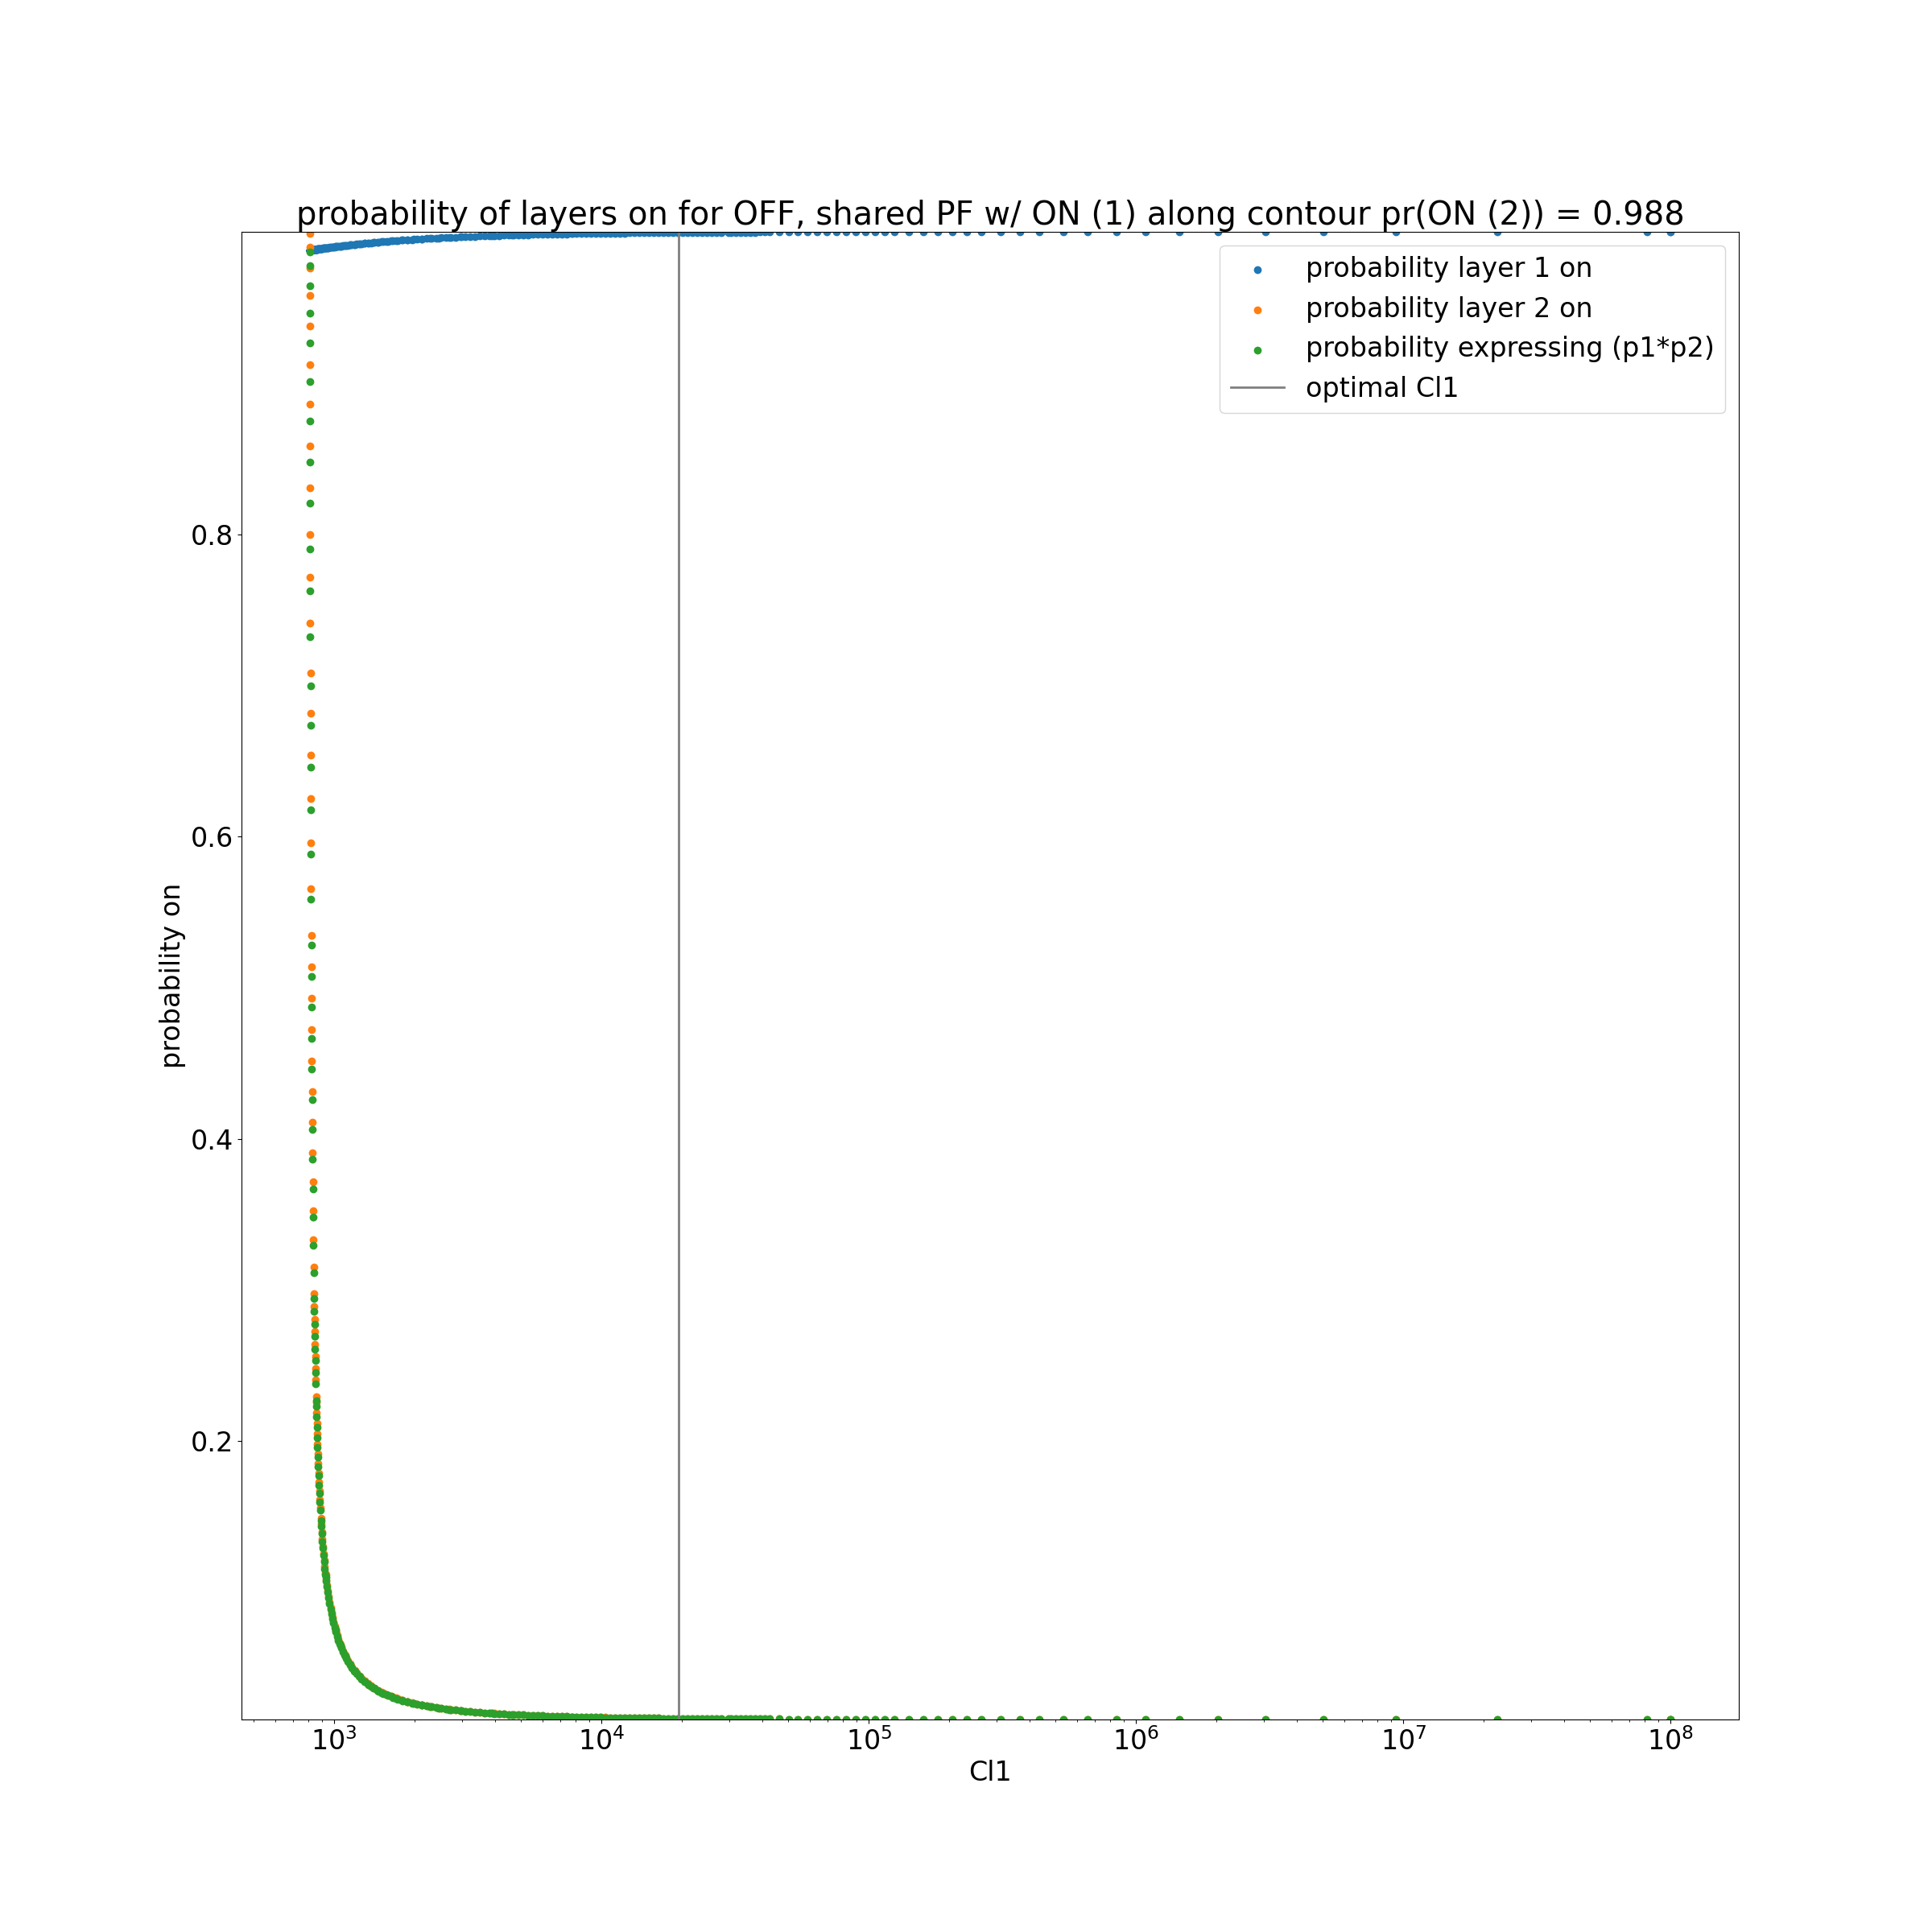 probability of layers on for OFF, shared PF w/ ON (1) along contour pr(ON (2)) = 0.988
probability layer 1 on
probability layer 2 on
probability expressing (p1*p2)
optimal Cl1
0.8
0.6
0.4
0.2
probability on
10³ 10⁴ 10⁵ 10⁶ 10⁷ 10⁸
Cl1